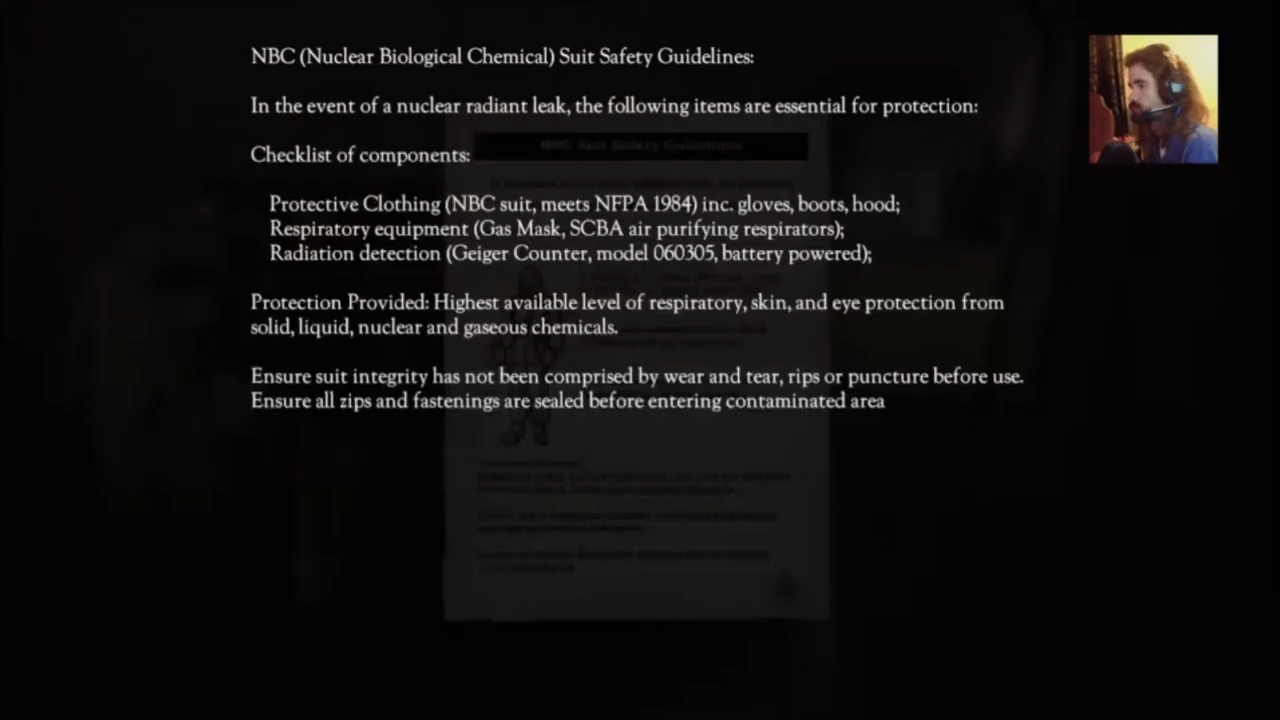 NBC (Nuclear Biological Chemical) Suit Safety Guidelines:
In the event of a nuclear radiant leak, the following items are essential for protection:
Checklist of components:
Protective Clothing (NBC suit, meets NFPA 1984) inc. gloves, boots, hood;
Respiratory equipment (Gas Mask, SCBA air purifying respirators);
Radiation detection (Geiger Counter, model 060305, battery powered);
Protection Provided: Highest available level of respiratory, skin, and eye protection from
solid, liquid, nuclear and gaseous chemicals.
Ensure suit integrity has not been comprised by wear and tear, rips or puncture before use.
Ensure all zips and fastenings are sealed before entering contaminated area